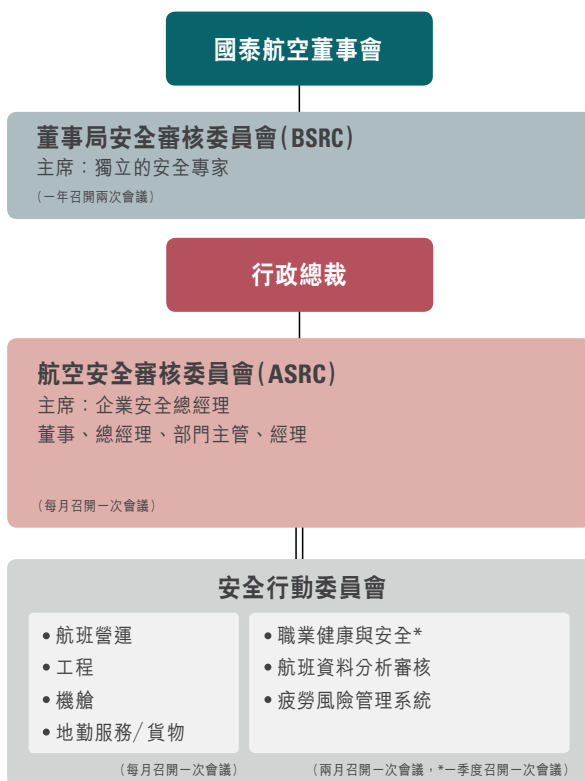 國泰航空董事會
董事局安全審核委員會(BSRC)
主席：獨立的安全專家
(一年召開兩次會議)
行政總裁
航空安全審核委員會(ASRC)
主席：企業安全總經理
董事、總經理、部門主管、經理
(每月召開一次會議)
安全行動委員會
• 航班營運
• 工程
• 機艙
• 地勤服務/貨物
(每月召開一次會議)
• 職業健康與安全*
• 航班資料分析審核
• 疲勞風險管理系統
(兩月召開一次會議，*一季度召開一次會議)